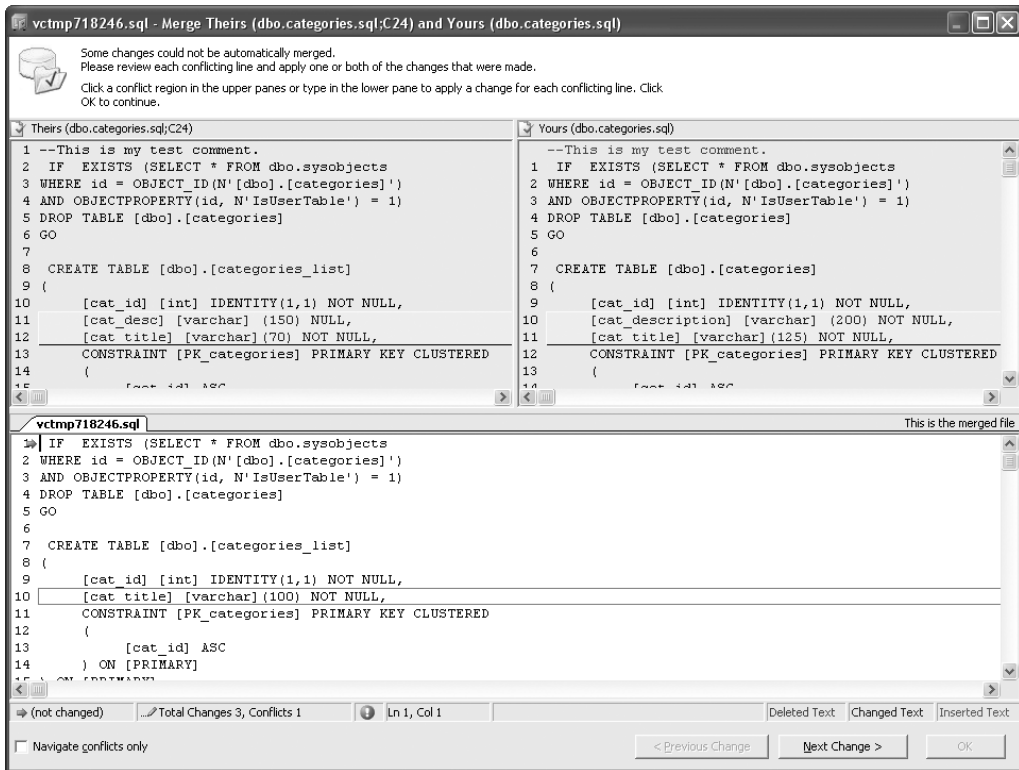 vctmp718246.sql - Merge Theirs (dbo.categories.sql;C24) and Yours (dbo.categories.sql)
Some changes could not be automatically merged.
Please review each conflicting line and apply one or both of the changes that were made.
Click a conflict region in the upper panes or type in the lower pane to apply a change for each conflicting line. Click
OK to continue.
Theirs (dbo.categories.sql;C24)
1 --This is my test comment.
2 IF EXISTS (SELECT * FROM dbo.sysobjects
3 WHERE id = OBJECT_ID(N'[dbo].[categories]')
4 AND OBJECTPROPERTY(id, N'IsUserTable') = 1)
5 DROP TABLE [dbo].[categories]
6 GO
7
8 CREATE TABLE [dbo].[categories_list]
9 (
10 [cat_id] [int] IDENTITY(1,1) NOT NULL,
11 [cat_desc] [varchar] (150) NULL,
12 [cat_title] [varchar](70) NOT NULL,
13 CONSTRAINT [PK_categories] PRIMARY KEY CLUSTERED
14 (
15 [cat_id] ASC
Yours (dbo.categories.sql)
--This is my test comment.
1 IF EXISTS (SELECT * FROM dbo.sysobjects
2 WHERE id = OBJECT_ID(N'[dbo].[categories]')
3 AND OBJECTPROPERTY(id, N'IsUserTable') = 1)
4 DROP TABLE [dbo].[categories]
5 GO
6
7 CREATE TABLE [dbo].[categories]
8 (
9 [cat_id] [int] IDENTITY(1,1) NOT NULL,
10 [cat_description] [varchar] (200) NOT NULL,
11 [cat_title] [varchar](125) NOT NULL,
12 CONSTRAINT [PK_categories] PRIMARY KEY CLUSTERED
13 (
14 [cat_id] ASC
vctmp718246.sql
This is the merged file
1 IF EXISTS (SELECT * FROM dbo.sysobjects
2 WHERE id = OBJECT_ID(N'[dbo].[categories]')
3 AND OBJECTPROPERTY(id, N'IsUserTable') = 1)
4 DROP TABLE [dbo].[categories]
5 GO
6
7 CREATE TABLE [dbo].[categories_list]
8 (
9 [cat_id] [int] IDENTITY(1,1) NOT NULL,
10 [cat_title] [varchar](100) NOT NULL,
11 CONSTRAINT [PK_categories] PRIMARY KEY CLUSTERED
12 (
13 [cat_id] ASC
14 ) ON [PRIMARY]
15 ) ON [PRIMARY]
(not changed) ...Total Changes 3, Conflicts 1 Ln 1, Col 1 Deleted Text Changed Text Inserted Text
Navigate conflicts only < Previous Change Next Change > OK